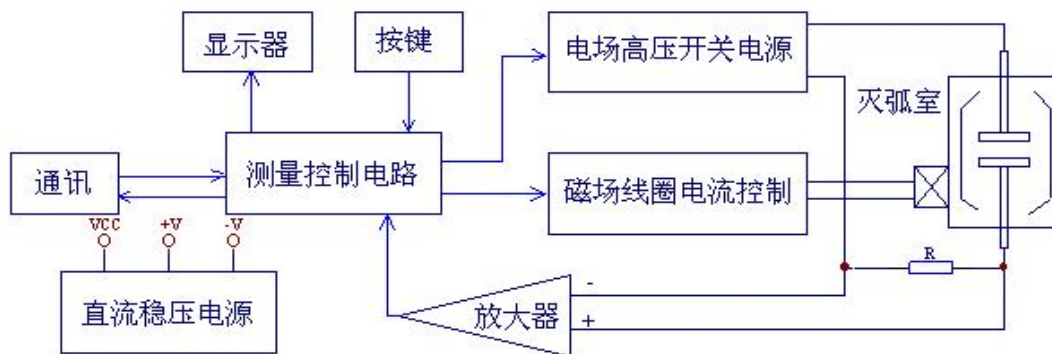 显示器
按键
电场高压开关电源
灭弧室
通讯
测量控制电路
磁场线圈电流控制
VCC
+V
-V
R
直流稳压电源
放大器
-
+